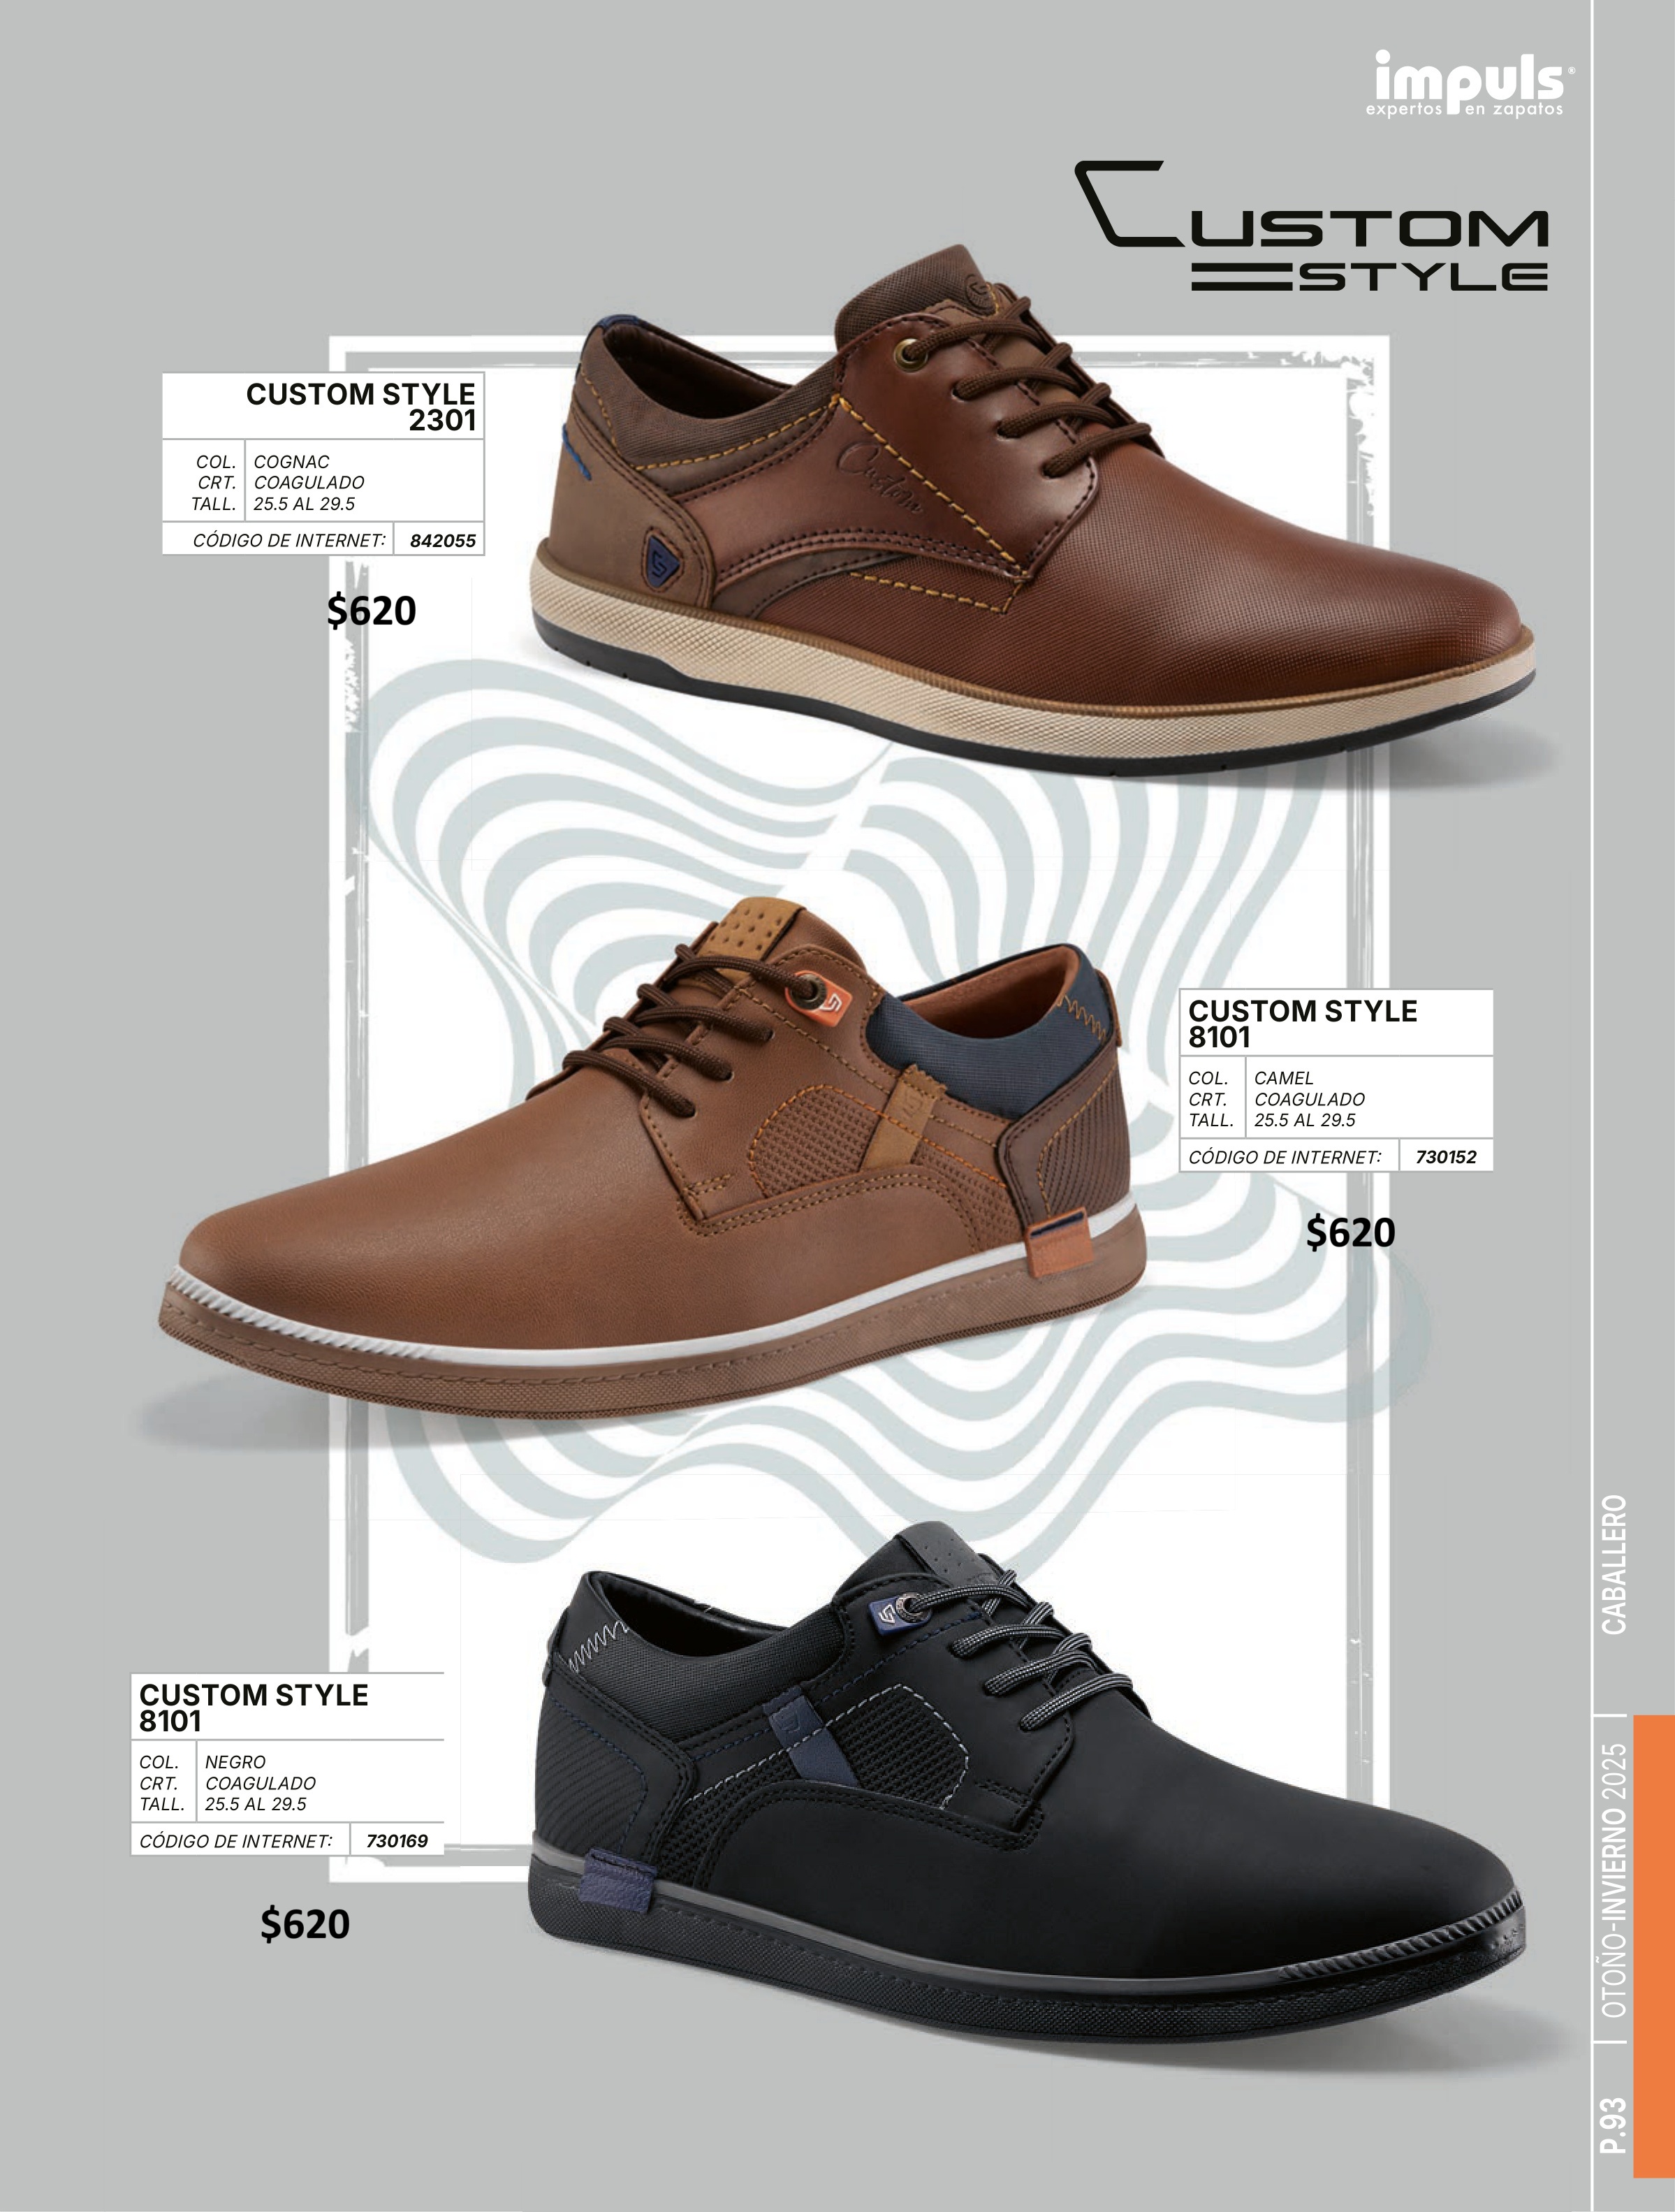 impuls®
expertos en zapatos
CUSTOM
STYLE
CUSTOM STYLE
2301
COL. COGNAC
CRT. COAGULADO
TALL. 25.5 AL 29.5
CÓDIGO DE INTERNET: 842055
$620
Custom
CUSTOM STYLE
8101
COL. CAMEL
CRT. COAGULADO
TALL. 25.5 AL 29.5
CÓDIGO DE INTERNET: 730152
$620
CUSTOM STYLE
8101
COL. NEGRO
CRT. COAGULADO
TALL. 25.5 AL 29.5
CÓDIGO DE INTERNET: 730169
$620
CABALLERO
OTOÑO-INVIERNO 2025
P.93